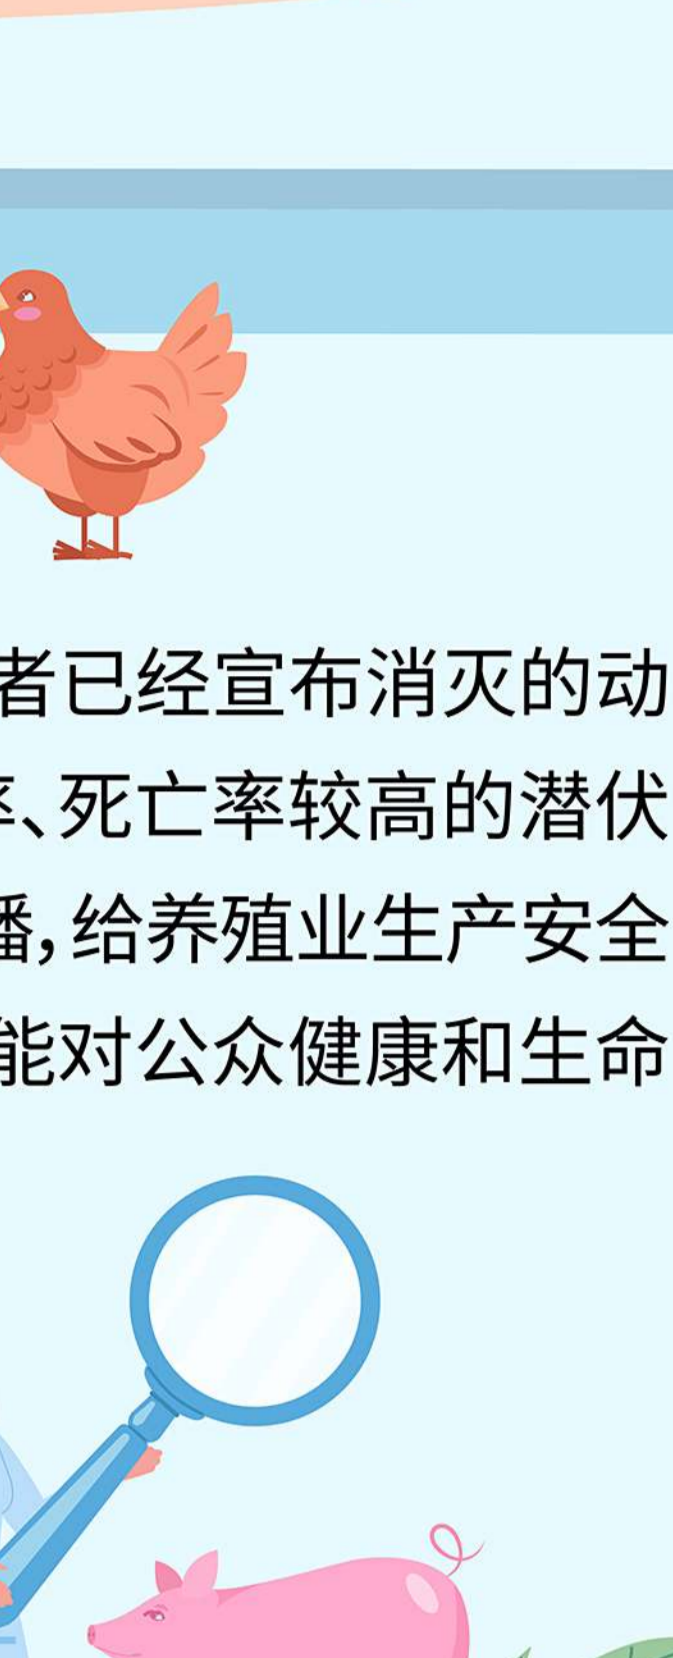 者已经宣布消灭的动
率、死亡率较高的潜伏
播,给养殖业生产安全
能对公众健康和生命